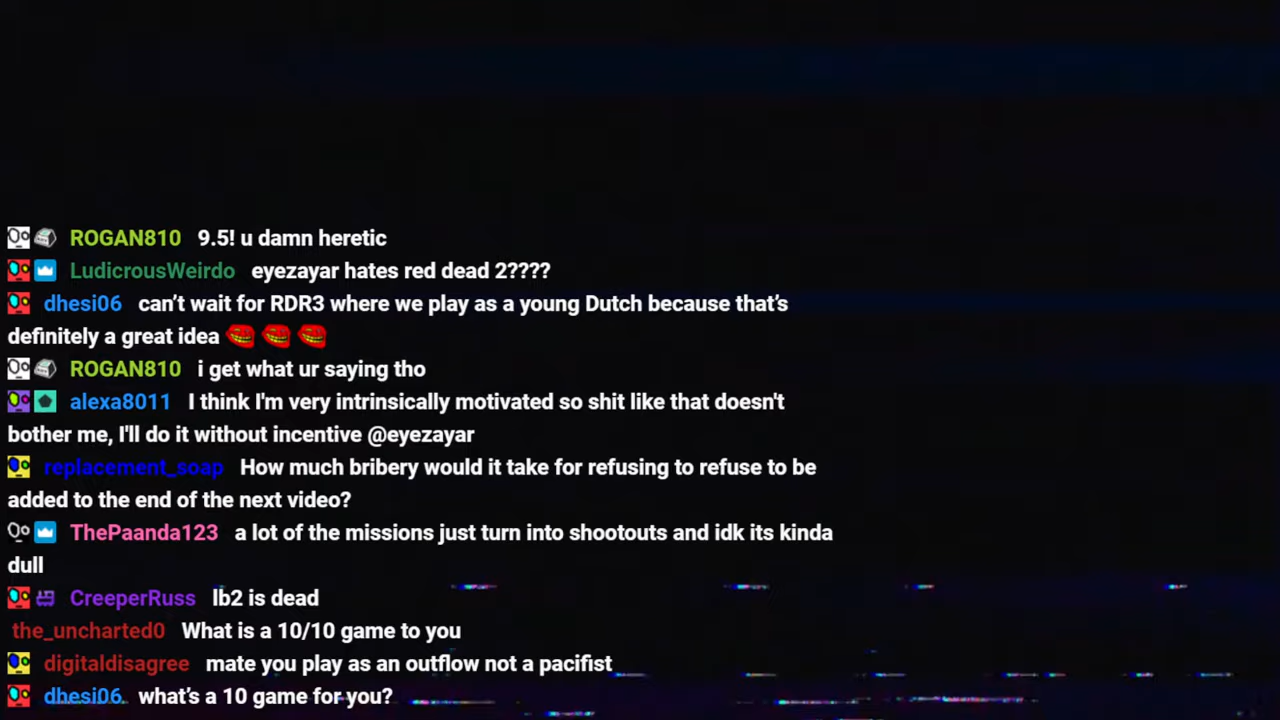 ROGAN810 9.5! u damn heretic
LudicrousWeirdo eyezayar hates red dead 2????
dhesi06 can’t wait for RDR3 where we play as a young Dutch because that’s
definitely a great idea
ROGAN810 i get what ur saying tho
alexa8011 I think I'm very intrinsically motivated so shit like that doesn't
bother me, I'll do it without incentive @eyezayar
replacement_soap How much bribery would it take for refusing to refuse to be
added to the end of the next video?
ThePaanda123 a lot of the missions just turn into shootouts and idk its kinda
dull
CreeperRuss lb2 is dead
the_uncharted0 What is a 10/10 game to you
digitaldisagree mate you play as an outflow not a pacifist
dhesi06 what’s a 10 game for you?